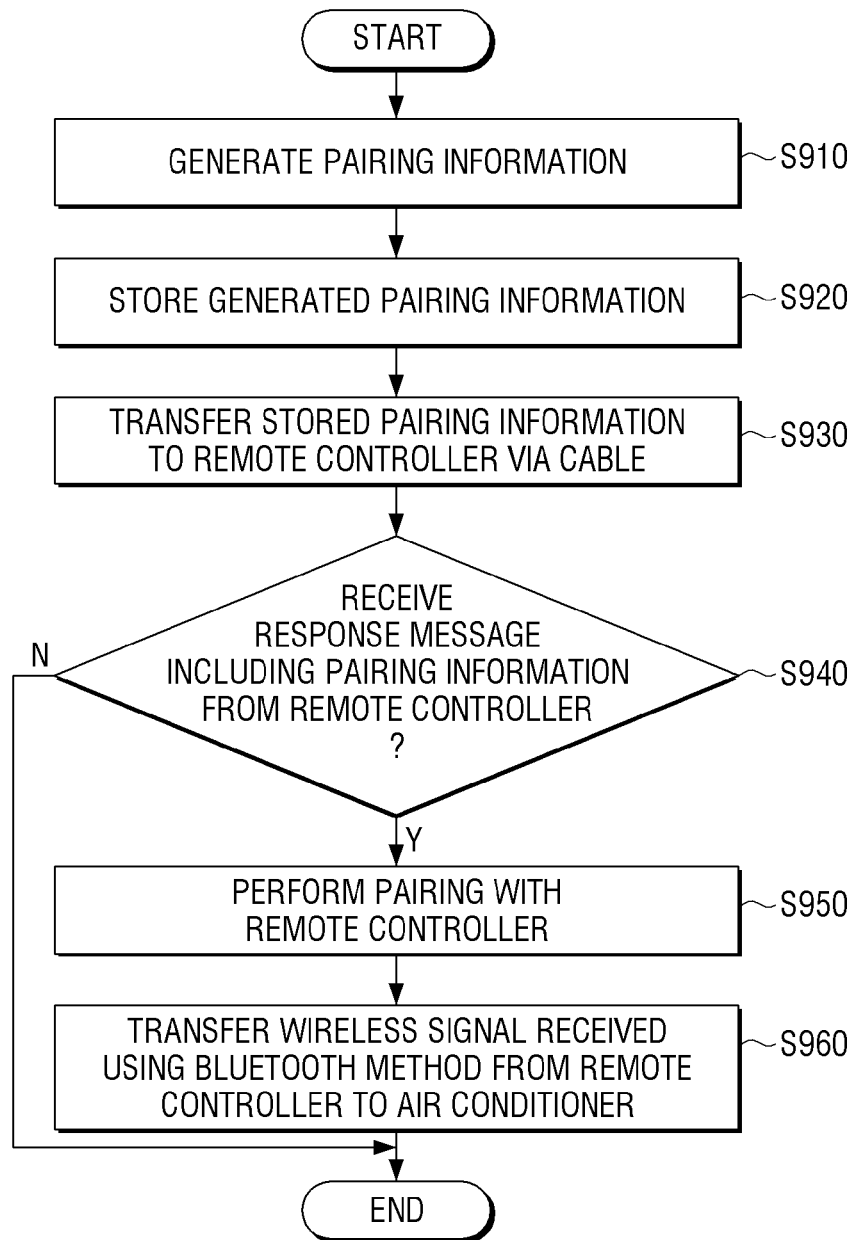 START
GENERATE PAIRING INFORMATION
S910
STORE GENERATED PAIRING INFORMATION
S920
TRANSFER STORED PAIRING INFORMATION
TO REMOTE CONTROLLER VIA CABLE
S930
RECEIVE
RESPONSE MESSAGE
INCLUDING PAIRING INFORMATION
FROM REMOTE CONTROLLER
?
S940
N
Y
PERFORM PAIRING WITH
REMOTE CONTROLLER
S950
TRANSFER WIRELESS SIGNAL RECEIVED
USING BLUETOOTH METHOD FROM REMOTE
CONTROLLER TO AIR CONDITIONER
S960
END